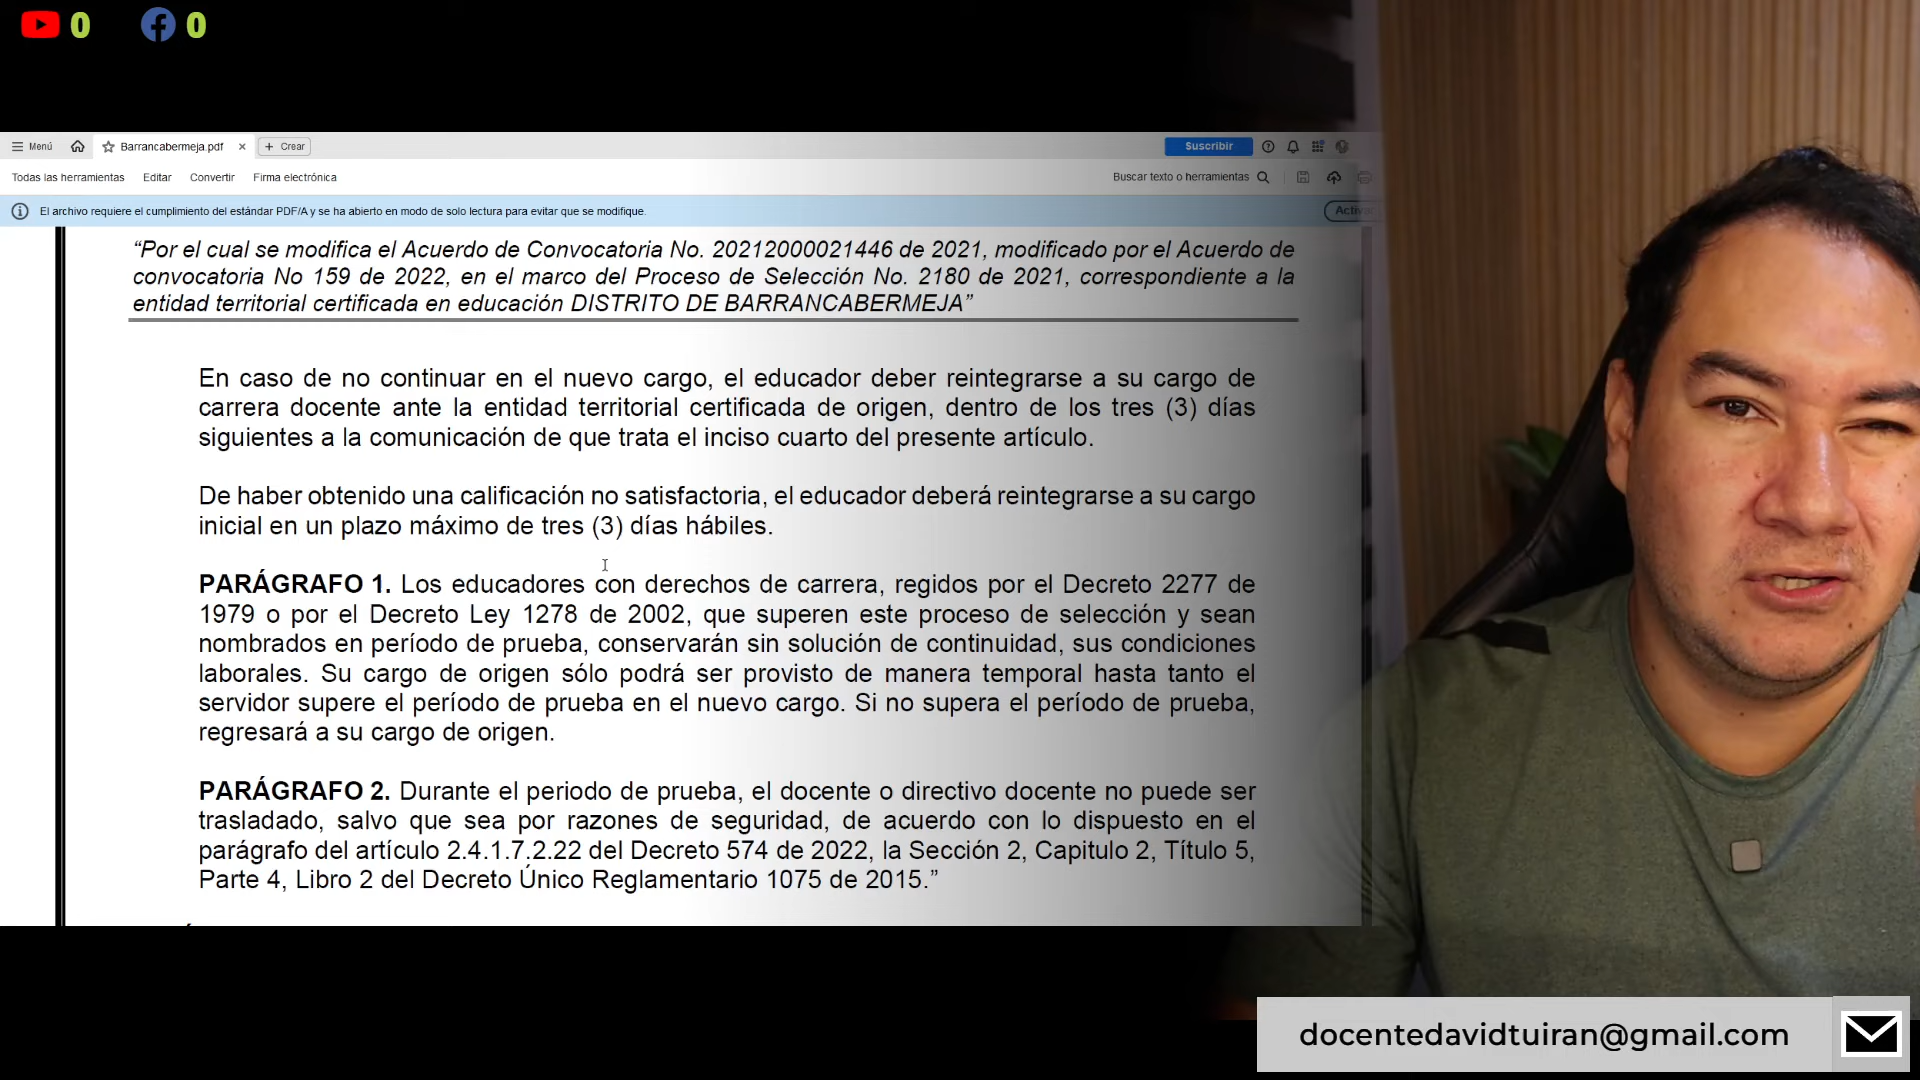 0 0
Menú Barrancabermeja.pdf × + Crear Suscribir
Todas las herramientas Editar Convertir Firma electrónica Buscar texto o herramientas
El archivo requiere el cumplimiento del estándar PDF/A y se ha abierto en modo de solo lectura para evitar que se modifique.
“Por el cual se modifica el Acuerdo de Convocatoria No. 20212000021446 de 2021, modificado por el Acuerdo de
convocatoria No 159 de 2022, en el marco del Proceso de Selección No. 2180 de 2021, correspondiente a la
entidad territorial certificada en educación DISTRITO DE BARRANCABERMEJA”
En caso de no continuar en el nuevo cargo, el educador deber reintegrarse a su cargo de
carrera docente ante la entidad territorial certificada de origen, dentro de los tres (3) días
siguientes a la comunicación de que trata el inciso cuarto del presente artículo.
De haber obtenido una calificación no satisfactoria, el educador deberá reintegrarse a su cargo
inicial en un plazo máximo de tres (3) días hábiles.
PARÁGRAFO 1. Los educadores con derechos de carrera, regidos por el Decreto 2277 de
1979 o por el Decreto Ley 1278 de 2002, que superen este proceso de selección y sean
nombrados en período de prueba, conservarán sin solución de continuidad, sus condiciones
laborales. Su cargo de origen sólo podrá ser provisto de manera temporal hasta tanto el
servidor supere el período de prueba en el nuevo cargo. Si no supera el período de prueba,
regresará a su cargo de origen.
PARÁGRAFO 2. Durante el periodo de prueba, el docente o directivo docente no puede ser
trasladado, salvo que sea por razones de seguridad, de acuerdo con lo dispuesto en el
parágrafo del artículo 2.4.1.7.2.22 del Decreto 574 de 2022, la Sección 2, Capitulo 2, Título 5,
Parte 4, Libro 2 del Decreto Único Reglamentario 1075 de 2015.”
docentedavidtuiran@gmail.com